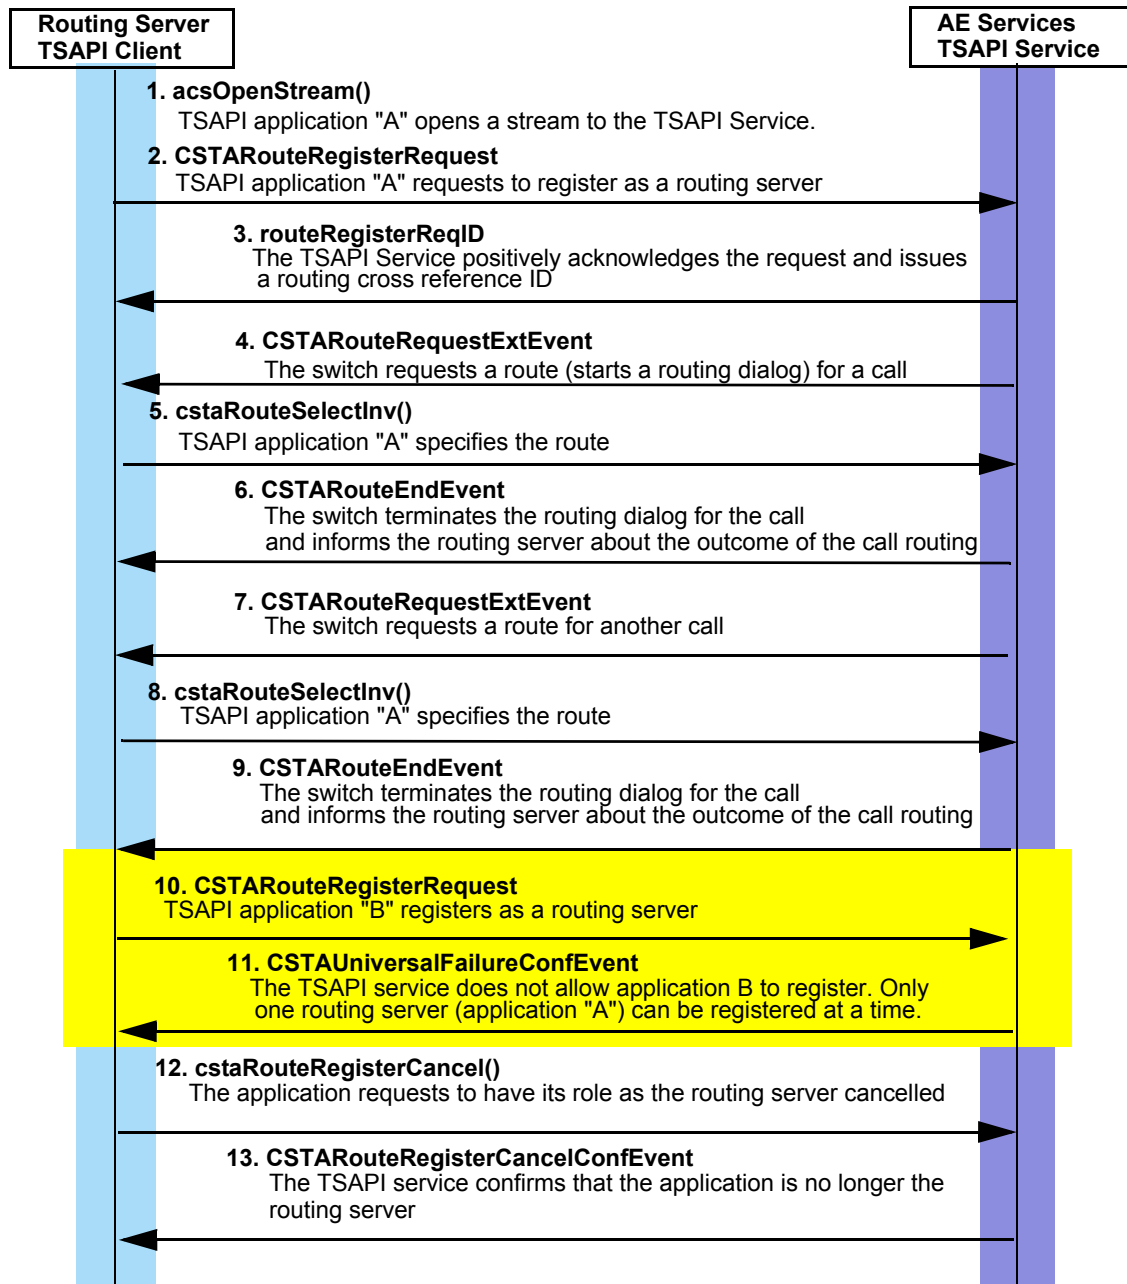 Routing Server
TSAPI Client
AE Services
TSAPI Service
1. acsOpenStream()
TSAPI application "A" opens a stream to the TSAPI Service.
2. CSTARouteRegisterRequest
TSAPI application "A" requests to register as a routing server
3. routeRegisterReqID
The TSAPI Service positively acknowledges the request and issues
a routing cross reference ID
4. CSTARouteRequestExtEvent
The switch requests a route (starts a routing dialog) for a call
5. cstaRouteSelectInv()
TSAPI application "A" specifies the route
6. CSTARouteEndEvent
The switch terminates the routing dialog for the call
and informs the routing server about the outcome of the call routing
7. CSTARouteRequestExtEvent
The switch requests a route for another call
8. cstaRouteSelectInv()
TSAPI application "A" specifies the route
9. CSTARouteEndEvent
The switch terminates the routing dialog for the call
and informs the routing server about the outcome of the call routing
10. CSTARouteRegisterRequest
TSAPI application "B" registers as a routing server
11. CSTAUniversalFailureConfEvent
The TSAPI service does not allow application B to register. Only
one routing server (application "A") can be registered at a time.
12. cstaRouteRegisterCancel()
The application requests to have its role as the routing server cancelled
13. CSTARouteRegisterCancelConfEvent
The TSAPI service confirms that the application is no longer the
routing server